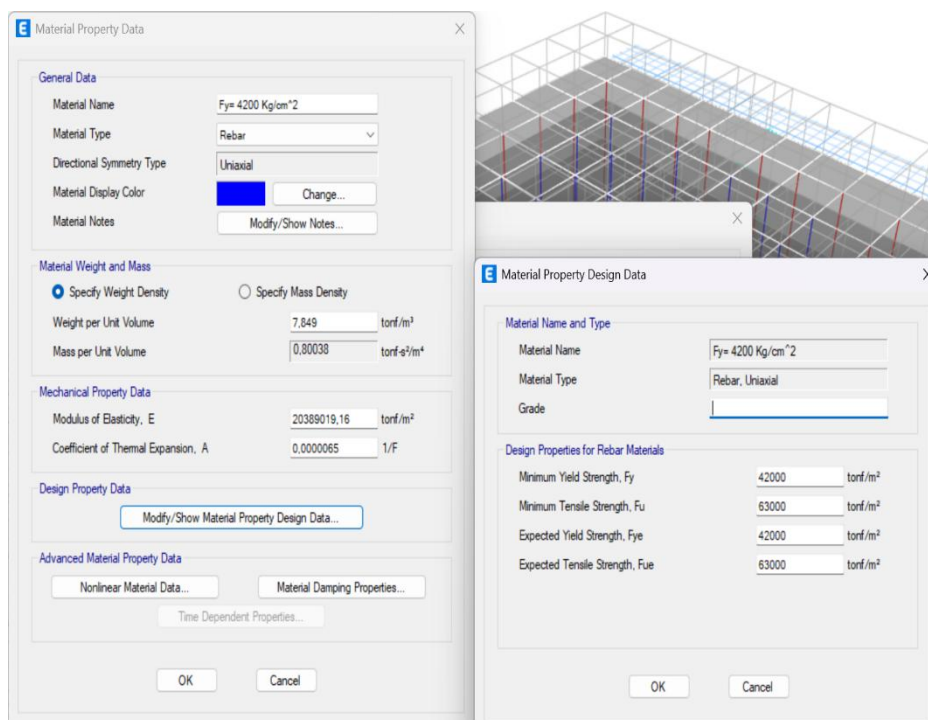 E Material Property Data
General Data
Material Name Fy= 4200 Kg/cm^2
Material Type Rebar
Directional Symmetry Type Uniaxial
Material Display Color Change...
Material Notes Modify/Show Notes...
Material Weight and Mass
Specify Weight Density Specify Mass Density
Weight per Unit Volume 7,849 tonf/m³
Mass per Unit Volume 0,80038 tonf-s²/m⁴
Mechanical Property Data
Modulus of Elasticity, E 20389019,16 tonf/m²
Coefficient of Thermal Expansion, A 0,0000065 1/F
Design Property Data
Modify/Show Material Property Design Data...
Advanced Material Property Data
Nonlinear Material Data... Material Damping Properties...
Time Dependent Properties...
OK Cancel
E Material Property Design Data
Material Name and Type
Material Name Fy= 4200 Kg/cm^2
Material Type Rebar, Uniaxial
Grade
Design Properties for Rebar Materials
Minimum Yield Strength, Fy 42000 tonf/m²
Minimum Tensile Strength, Fu 63000 tonf/m²
Expected Yield Strength, Fye 42000 tonf/m²
Expected Tensile Strength, Fue 63000 tonf/m²
OK Cancel